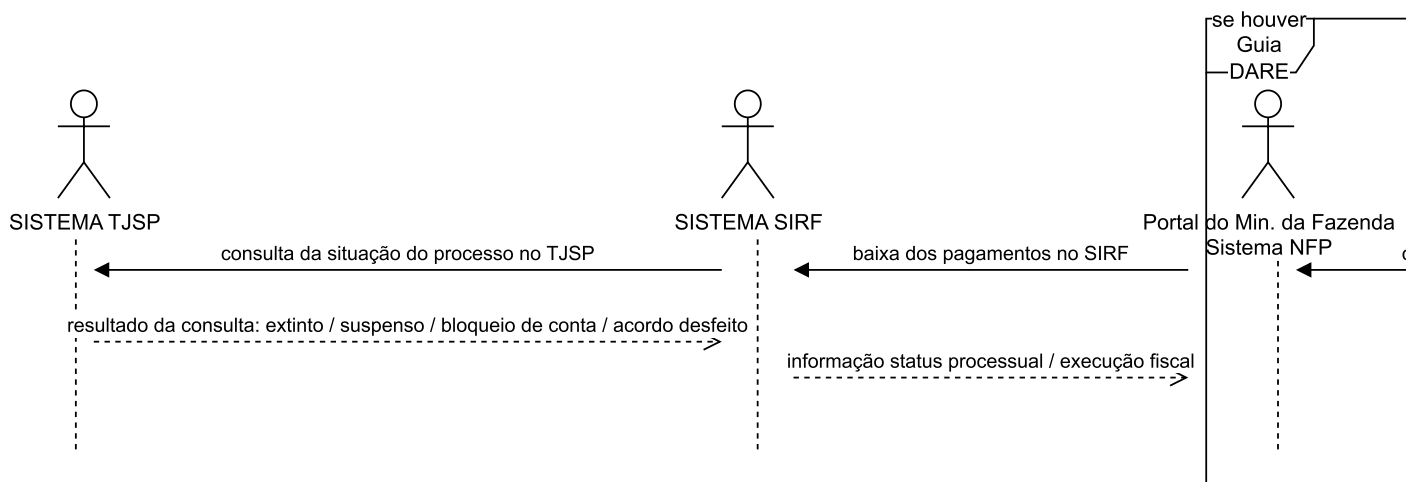 se houver
Guia
DARE
SISTEMA TJSP
SISTEMA SIRF
Portal do Min. da Fazenda
Sistema NFP
consulta da situação do processo no TJSP
baixa dos pagamentos no SIRF
resultado da consulta: extinto / suspenso / bloqueio de conta / acordo desfeito
informação status processual / execução fiscal